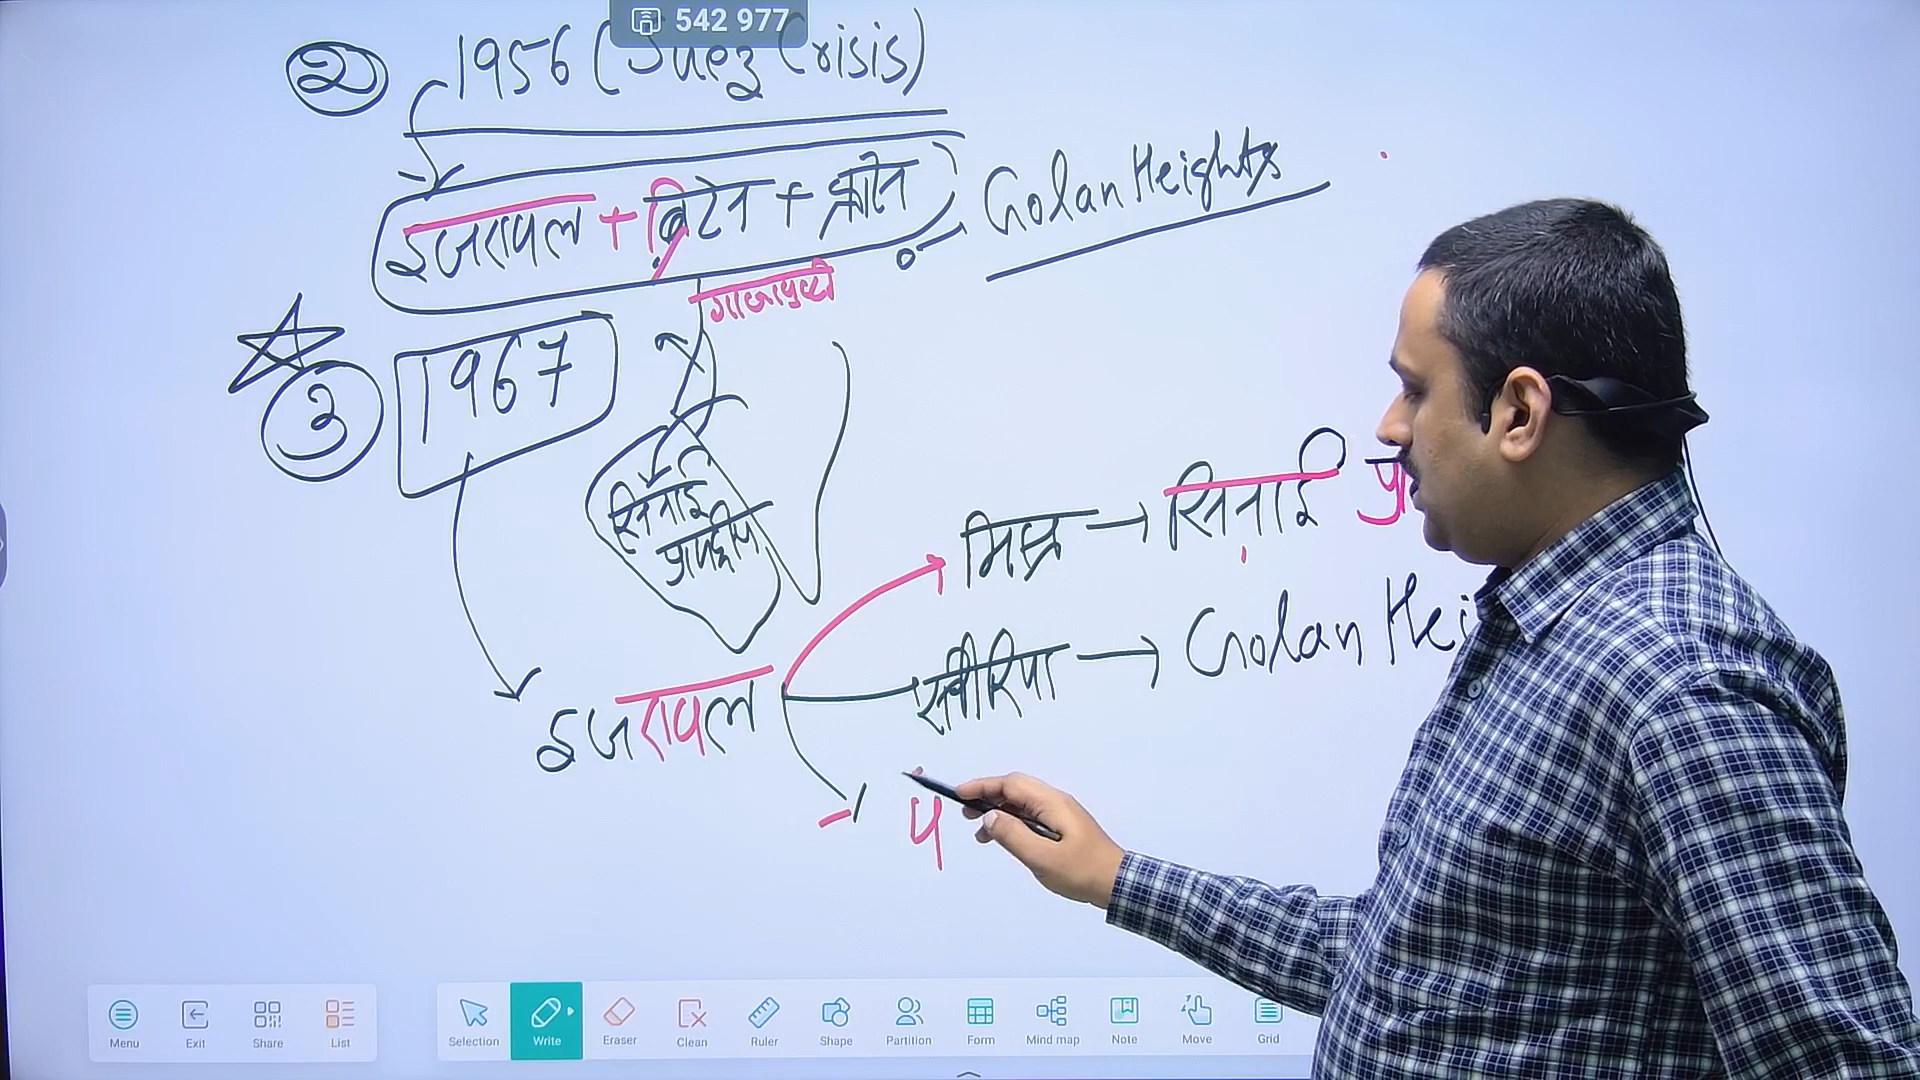 542 977
② 1956 (Suez Crisis)
इजरायल + ब्रिटेन + फ्रांस
Golan Heights
गाजापट्टी
③ 1967
सिनाई
प्रायद्वीप
मिस्र → सिनाई प्रा
सीरिया → Golan Hei
इजरायल
प
Menu Exit Share List Selection Write Eraser Clean Ruler Shape Partition Form Mind map Note Move Grid